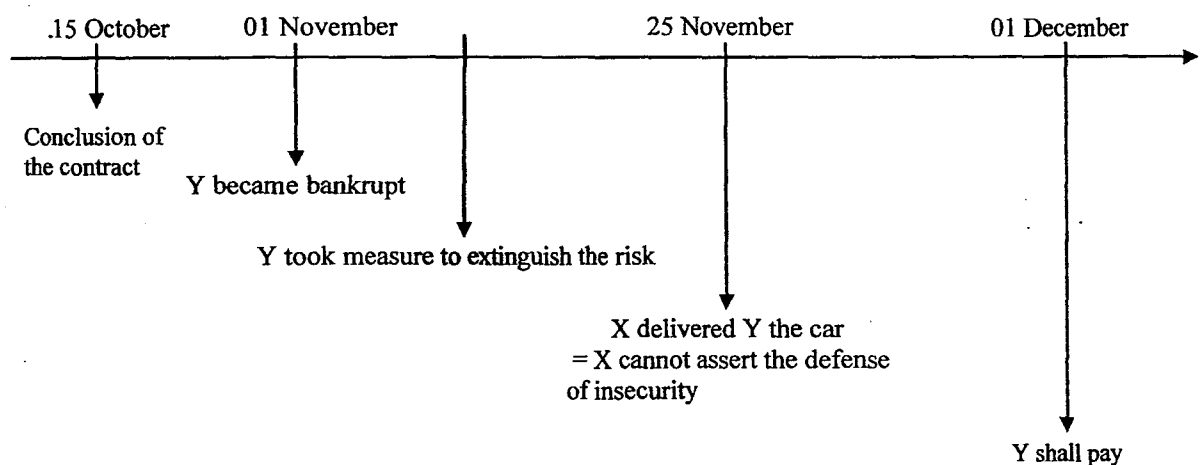 .15 October
01 November
25 November
01 December
Conclusion of
the contract
Y became bankrupt
Y took measure to extinguish the risk
X delivered Y the car
= X cannot assert the defense
of insecurity
Y shall pay